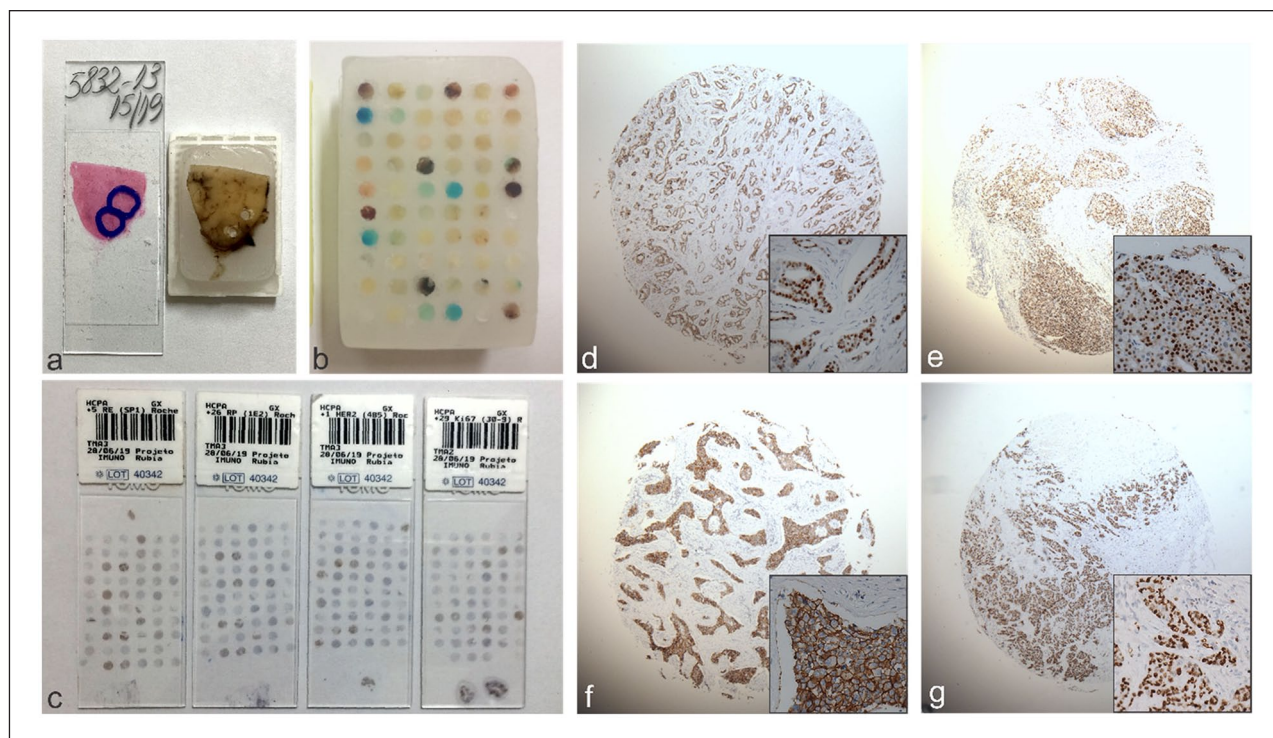 5832-13
15/19
a
b
HCPA GX
+5 RE (SP1) Roche
TMA3
20/06/19 Projeto
IMUNO Rubia
LOT 40342
HCPA GX
+26 RP (1E2) Roch
TMA3
20/06/19 Projeto
IMUNO Rubia
LOT 40342
HCPA GX
+1 HER2 (4B5) Roc
TMA3
20/06/19 Projeto
IMUNO Rubia
LOT 40342
HCPA GX
+29 Ki67 (30-9) R
TMA2
20/06/19 Projeto
IMUNO Rubia
LOT 40342
c
d
e
f
g